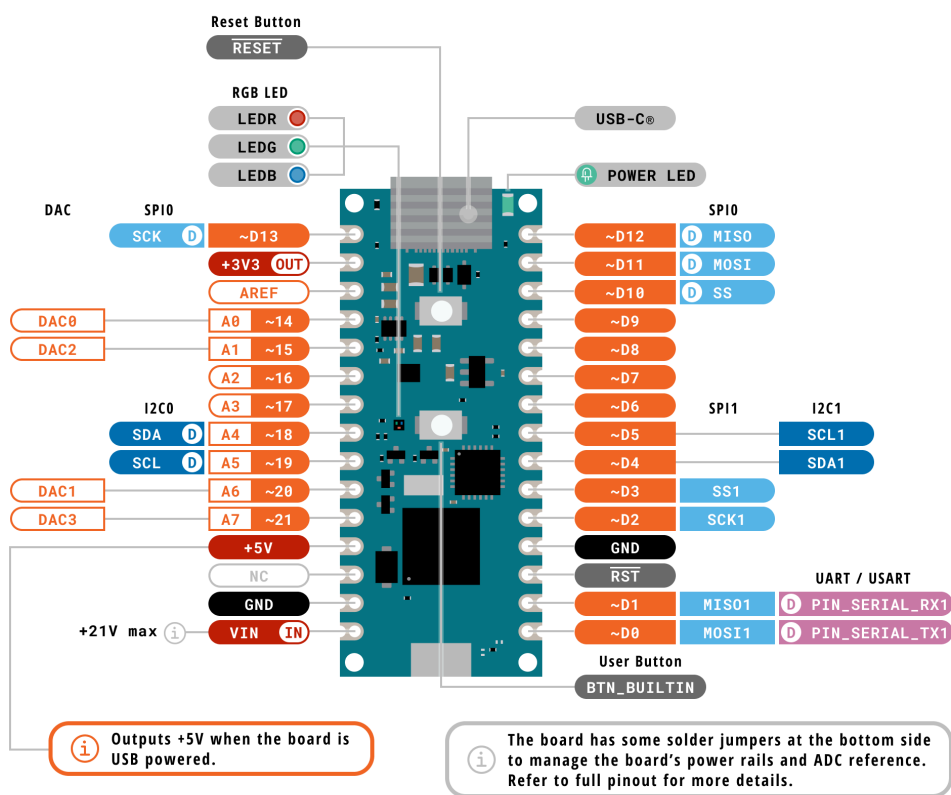 Reset Button
RESET
RGB LED
LEDR
LEDG
LEDB
USB-C®
POWER LED
DAC SPI0 SPI0
SCK D ~D13 ~D12 D MISO
+3V3 OUT ~D11 D MOSI
AREF ~D10 D SS
DAC0 A0 ~14 ~D9
DAC2 A1 ~15 ~D8
A2 ~16 ~D7
I2C0 A3 ~17 ~D6 SPI1 I2C1
SDA D A4 ~18 ~D5 SCL1
SCL D A5 ~19 ~D4 SDA1
DAC1 A6 ~20 ~D3 SS1
DAC3 A7 ~21 ~D2 SCK1
+5V GND
NC RST UART / USART
GND ~D1 MISO1 D PIN_SERIAL_RX1
+21V max i VIN IN ~D0 MOSI1 D PIN_SERIAL_TX1
User Button
BTN_BUILTIN
i Outputs +5V when the board is
USB powered.
i The board has some solder jumpers at the bottom side
to manage the board's power rails and ADC reference.
Refer to full pinout for more details.